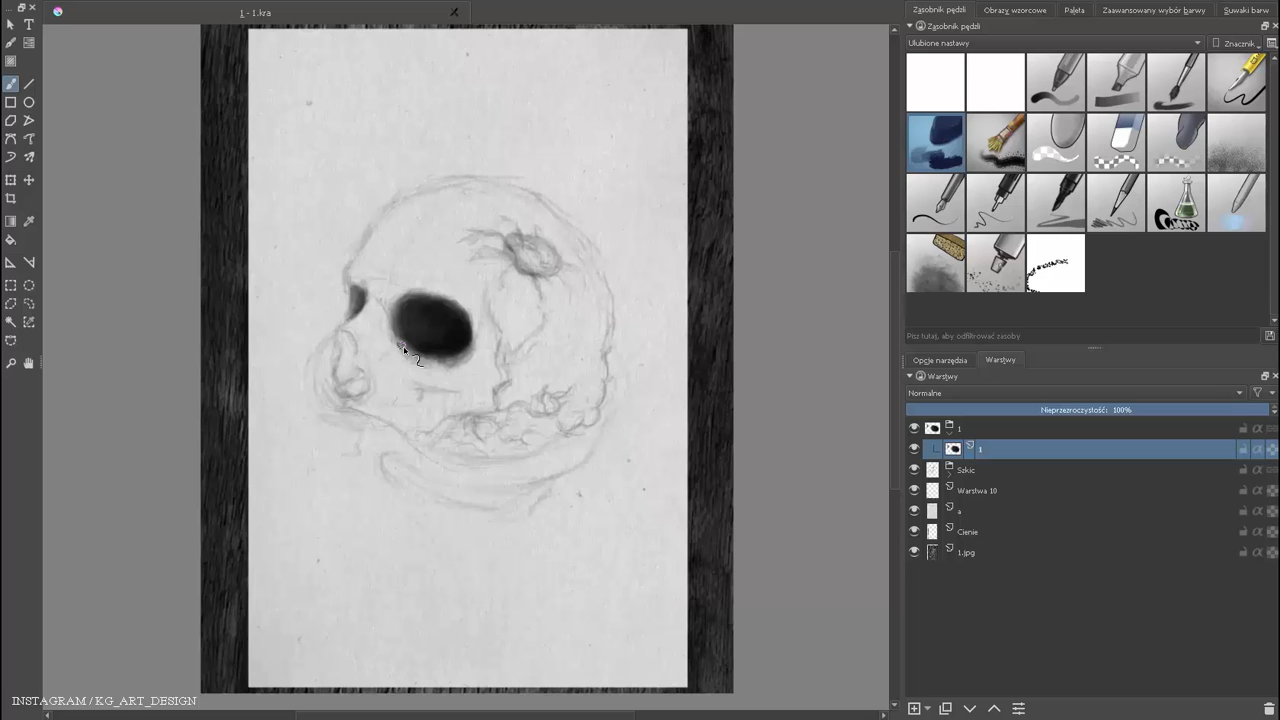 1 - 1.kra
Zasobnik pędzli
Obrazy wzorcowe
Paleta
Zaawansowany wybór barwy
Suwaki barw
Zasobnik pędzli
Ulubione nastawy
Znacznik
Pisz tutaj, aby odfiltrować zasoby
Opcje narzędzia
Warstwy
Warstwy
Normalne
Nieprzezroczystość: 100%
1
1
Szkic
Warstwa 10
a
Cienie
1.jpg
INSTAGRAM / KG_ART_DESIGN